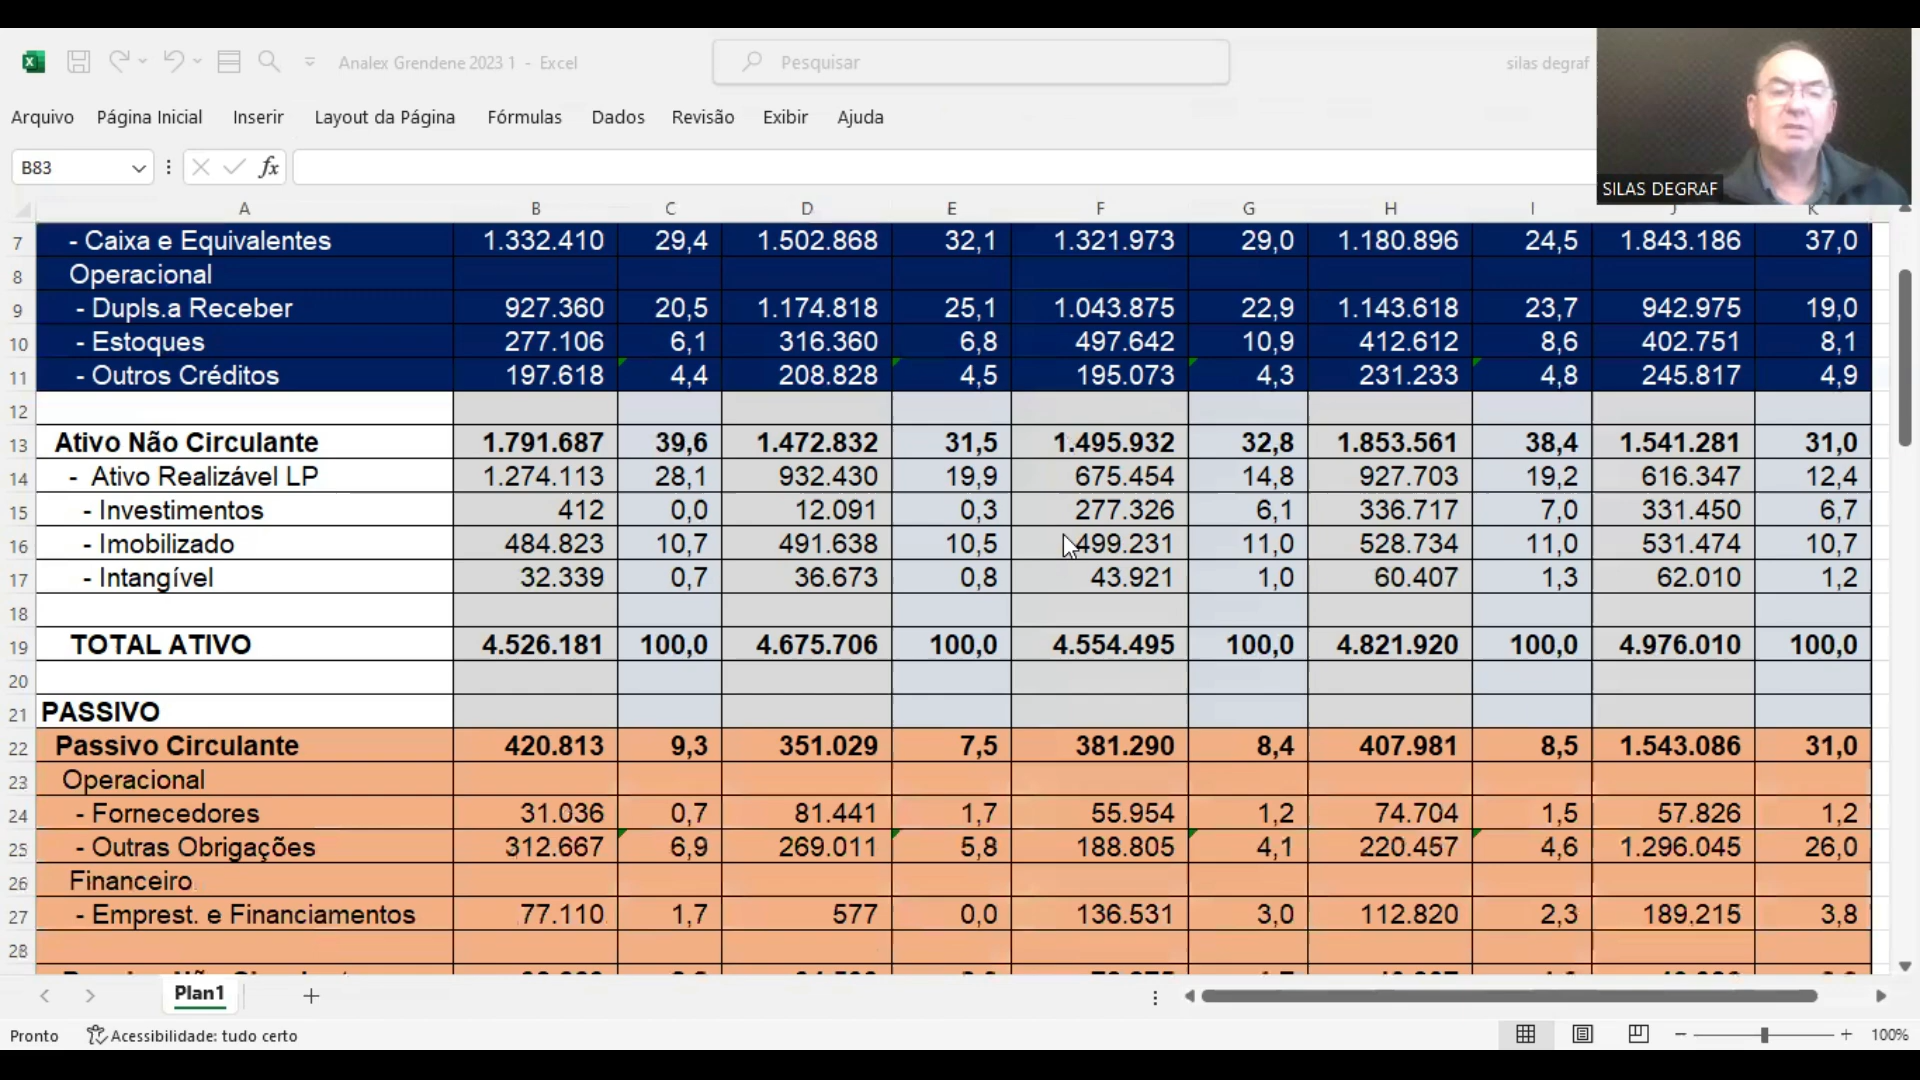 Analex Grendene 2023 1 - Excel
Pesquisar
silas degraf
Arquivo Página Inicial Inserir Layout da Página Fórmulas Dados Revisão Exibir Ajuda
B83 fx
SILAS DEGRAF
A B C D E F G H I J K
7 - Caixa e Equivalentes 1.332.410 29,4 1.502.868 32,1 1.321.973 29,0 1.180.896 24,5 1.843.186 37,0
8 Operacional
9 - Dupls.a Receber 927.360 20,5 1.174.818 25,1 1.043.875 22,9 1.143.618 23,7 942.975 19,0
10 - Estoques 277.106 6,1 316.360 6,8 497.642 10,9 412.612 8,6 402.751 8,1
11 - Outros Créditos 197.618 4,4 208.828 4,5 195.073 4,3 231.233 4,8 245.817 4,9
12
13 Ativo Não Circulante 1.791.687 39,6 1.472.832 31,5 1.495.932 32,8 1.853.561 38,4 1.541.281 31,0
14 - Ativo Realizável LP 1.274.113 28,1 932.430 19,9 675.454 14,8 927.703 19,2 616.347 12,4
15 - Investimentos 412 0,0 12.091 0,3 277.326 6,1 336.717 7,0 331.450 6,7
16 - Imobilizado 484.823 10,7 491.638 10,5 499.231 11,0 528.734 11,0 531.474 10,7
17 - Intangível 32.339 0,7 36.673 0,8 43.921 1,0 60.407 1,3 62.010 1,2
18
19 TOTAL ATIVO 4.526.181 100,0 4.675.706 100,0 4.554.495 100,0 4.821.920 100,0 4.976.010 100,0
20
21 PASSIVO
22 Passivo Circulante 420.813 9,3 351.029 7,5 381.290 8,4 407.981 8,5 1.543.086 31,0
23 Operacional
24 - Fornecedores 31.036 0,7 81.441 1,7 55.954 1,2 74.704 1,5 57.826 1,2
25 - Outras Obrigações 312.667 6,9 269.011 5,8 188.805 4,1 220.457 4,6 1.296.045 26,0
26 Financeiro
27 - Emprest. e Financiamentos 77.110 1,7 577 0,0 136.531 3,0 112.820 2,3 189.215 3,8
28
Plan1
Pronto Acessibilidade: tudo certo 100%